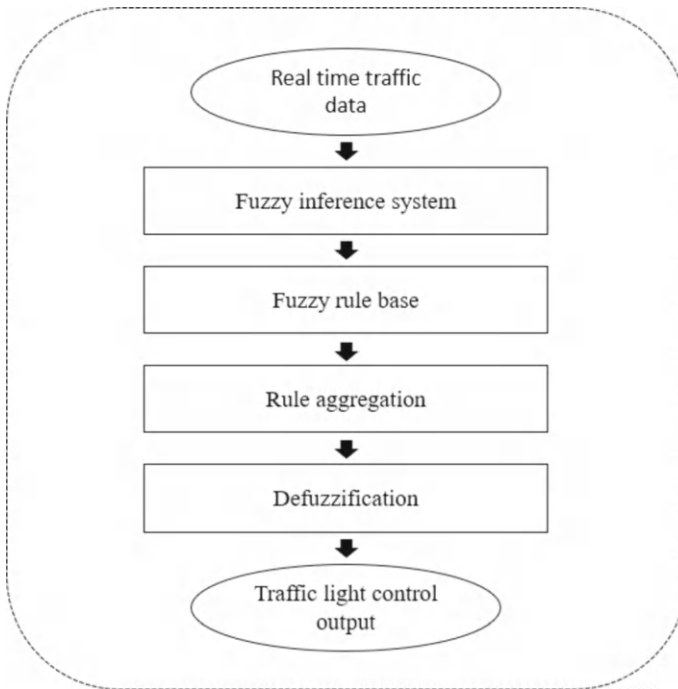 Real time traffic
data
Fuzzy inference system
Fuzzy rule base
Rule aggregation
Defuzzification
Traffic light control
output